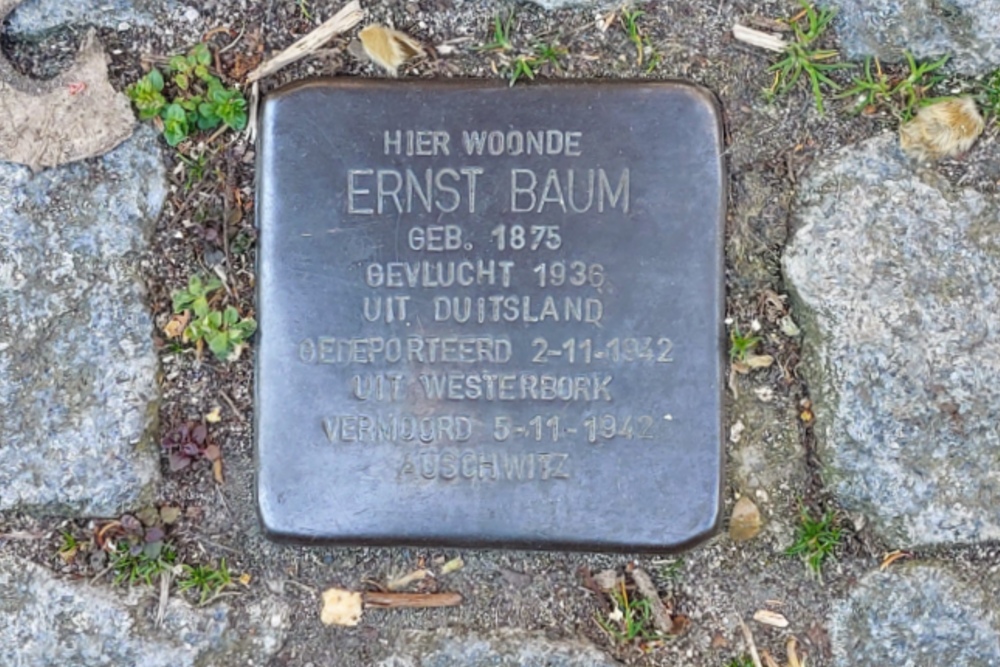 HIER WOONDE
ERNST BAUM
GEB. 1875
GEVLUCHT 1936
UIT DUITSLAND
GEDEPORTEERD 2-11-1942
UIT WESTERBORK
VERMOORD 5-11-1942
AUSCHWITZ